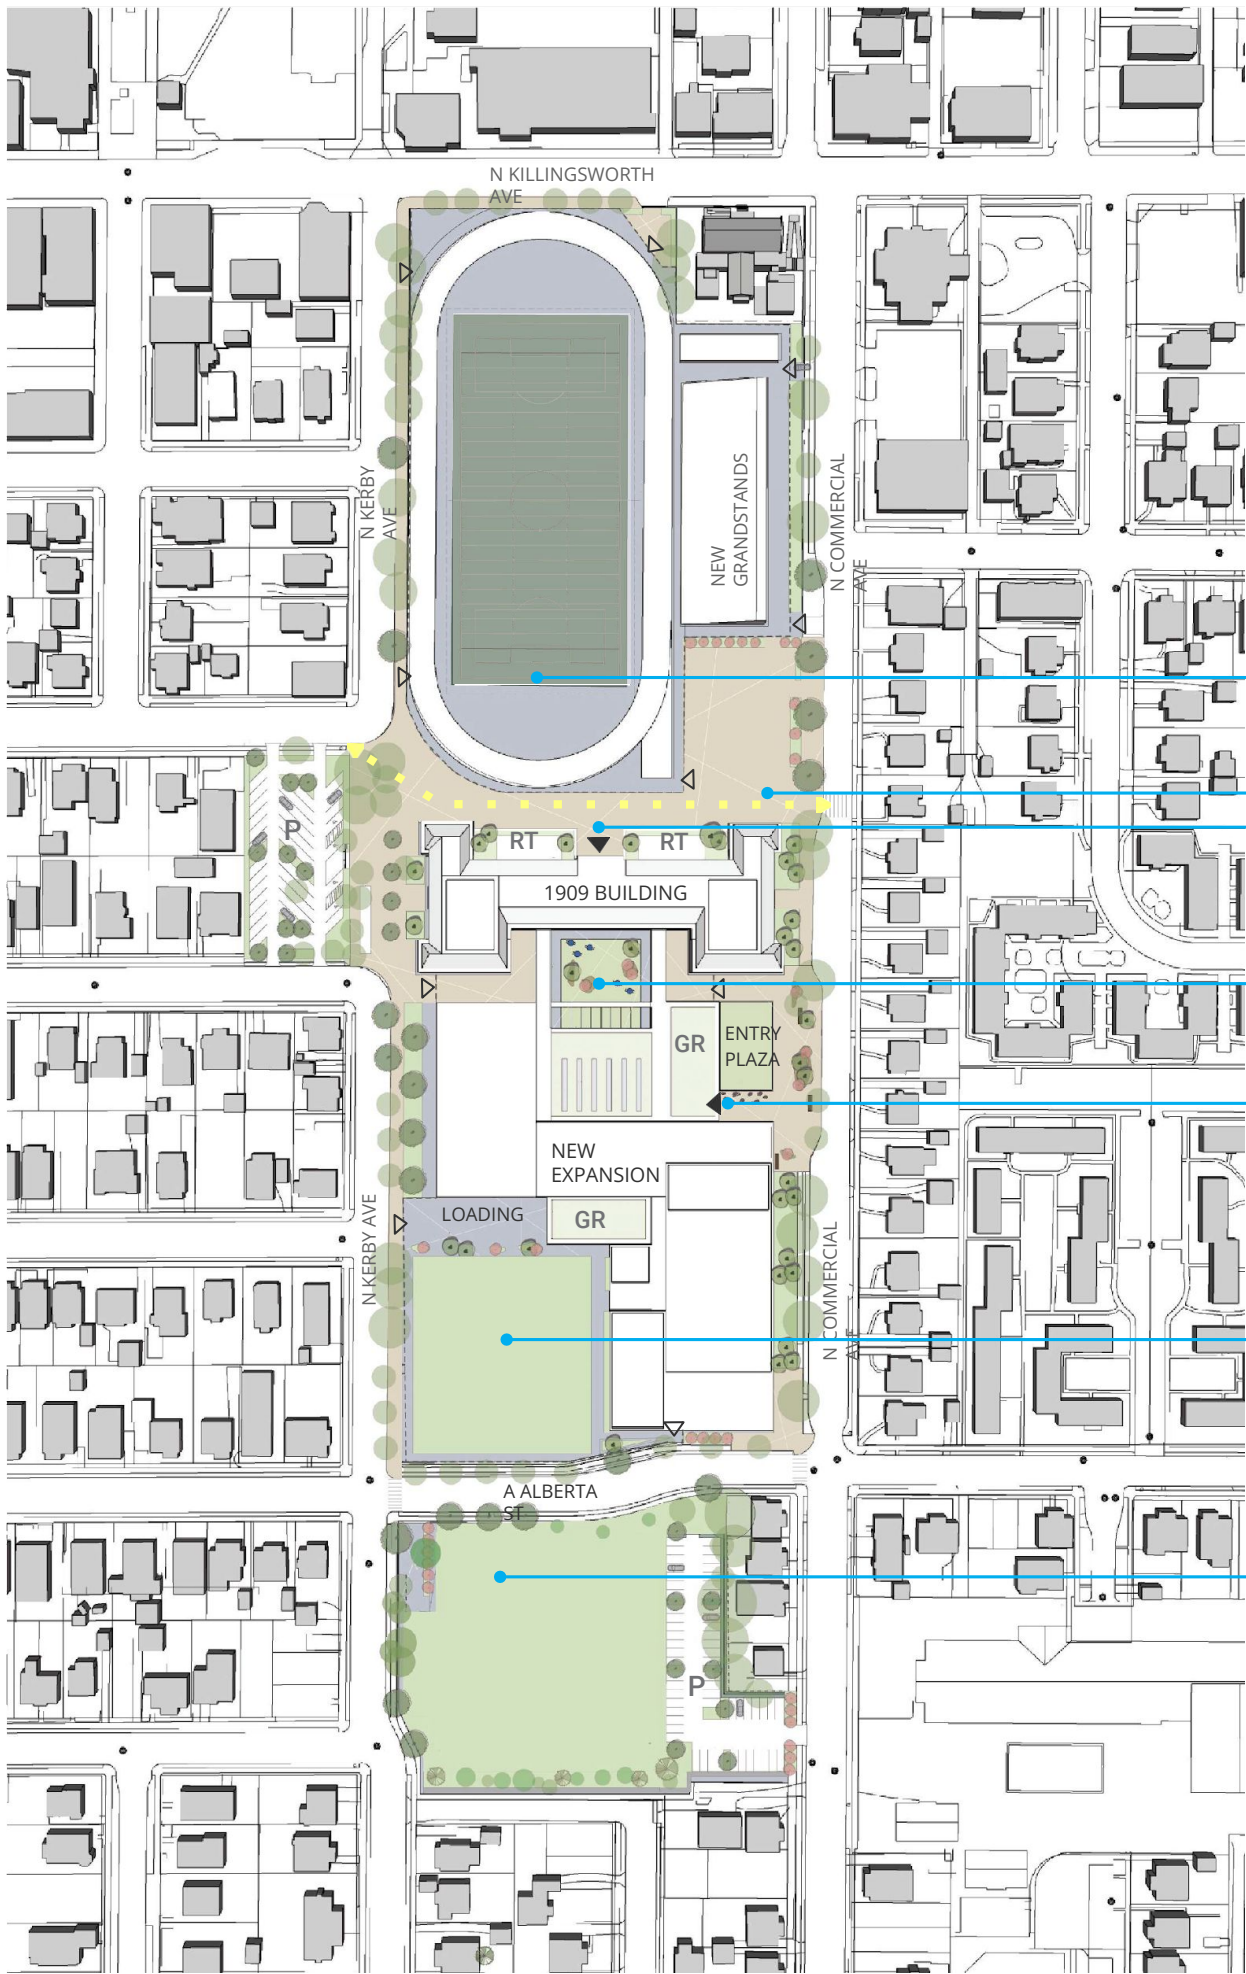 N KILLINGSWORTH
AVE
N KERBY
AVE
NEW
GRANDSTANDS
N COMMERCIAL
AVE
P
RT
RT
1909 BUILDING
GR
ENTRY
PLAZA
NEW
EXPANSION
N KERBY AVE
LOADING
GR
N COMMERCIAL
AVE
A ALBERTA
ST
P